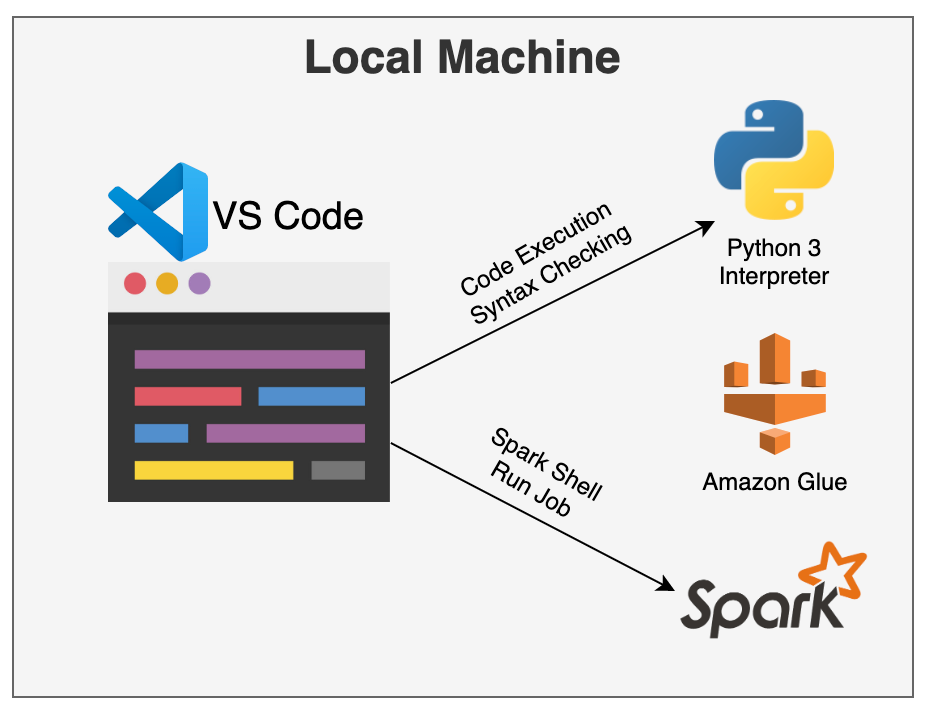 Local Machine
VS Code
Code Execution
Syntax Checking
Python 3
Interpreter
Amazon Glue
Spark Shell
Run Job
Spark